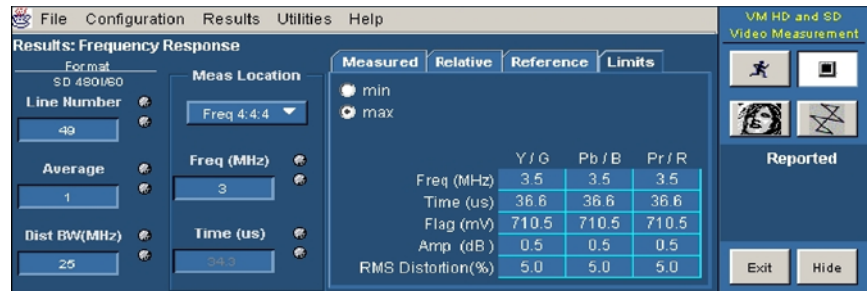 File Configuration Results Utilities Help
VM HD and SD
Video Measurement
Results: Frequency Response
Format
SD 480I/60
Line Number
49
Average
1
Dist BW(MHz)
25
Meas Location
Freq 4:4:4
Freq (MHz)
3
Time (us)
34.3
Measured Relative Reference Limits
min
max
Y / G Pb / B Pr / R
Freq (MHz) 3.5 3.5 3.5
Time (us) 36.6 36.6 36.6
Flag (mV) 710.5 710.5 710.5
Amp (dB) 0.5 0.5 0.5
RMS Distortion(%) 5.0 5.0 5.0
Reported
Exit Hide